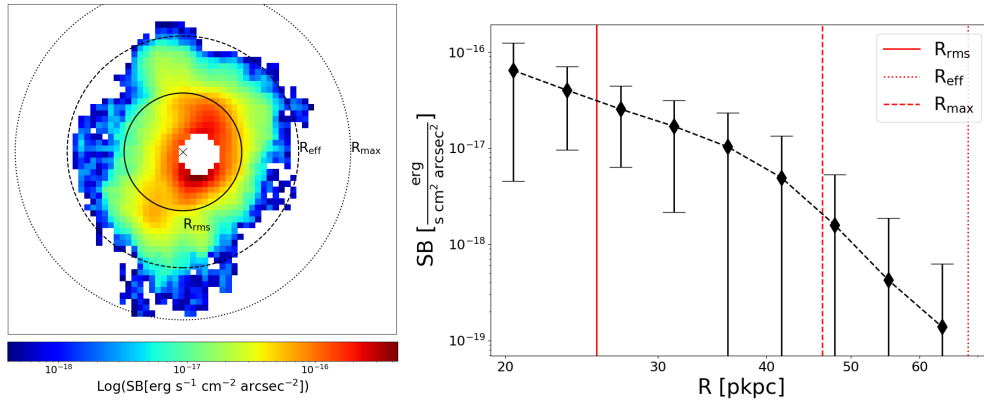 R_eff
R_max
R_rms
10^-18
10^-17
10^-16
Log(SB[erg s^−1 cm^−2 arcsec^−2])
10^-16
10^-17
10^-18
10^-19
SB [erg / s cm^2 arcsec^2]
R_rms
R_eff
R_max
20
30
40
50
60
R [pkpc]